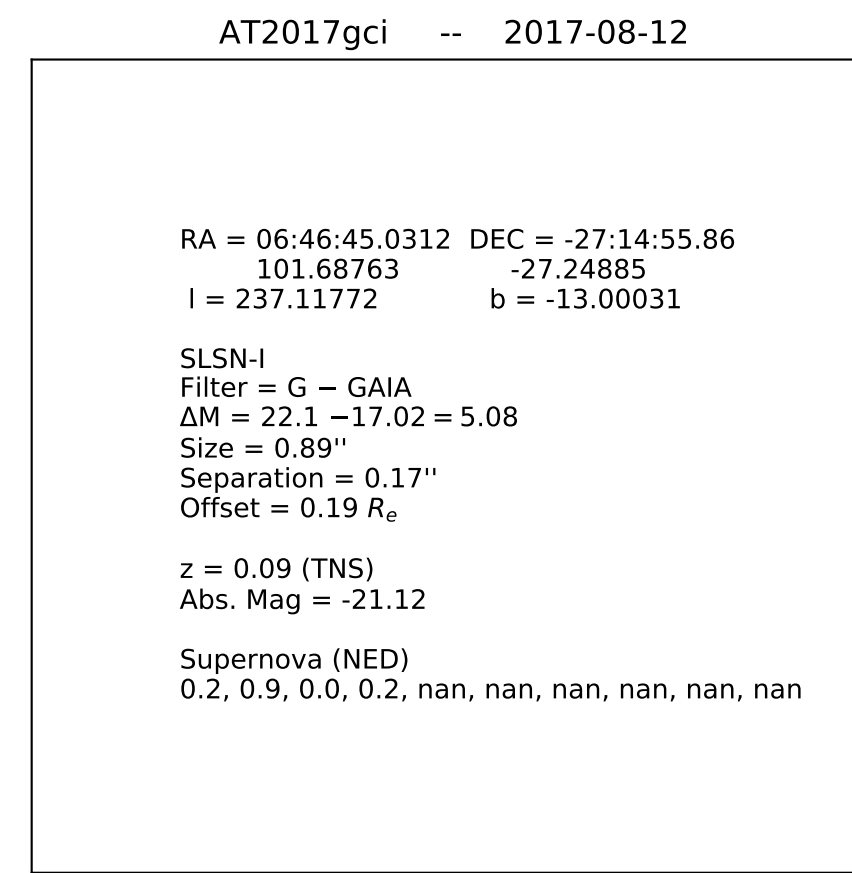 AT2017gci -- 2017-08-12
RA = 06:46:45.0312 DEC = -27:14:55.86
101.68763 -27.24885
l = 237.11772 b = -13.00031
SLSN-I
Filter = G − GAIA
ΔM = 22.1 −17.02 = 5.08
Size = 0.89''
Separation = 0.17''
Offset = 0.19 Rₑ
z = 0.09 (TNS)
Abs. Mag = -21.12
Supernova (NED)
0.2, 0.9, 0.0, 0.2, nan, nan, nan, nan, nan, nan